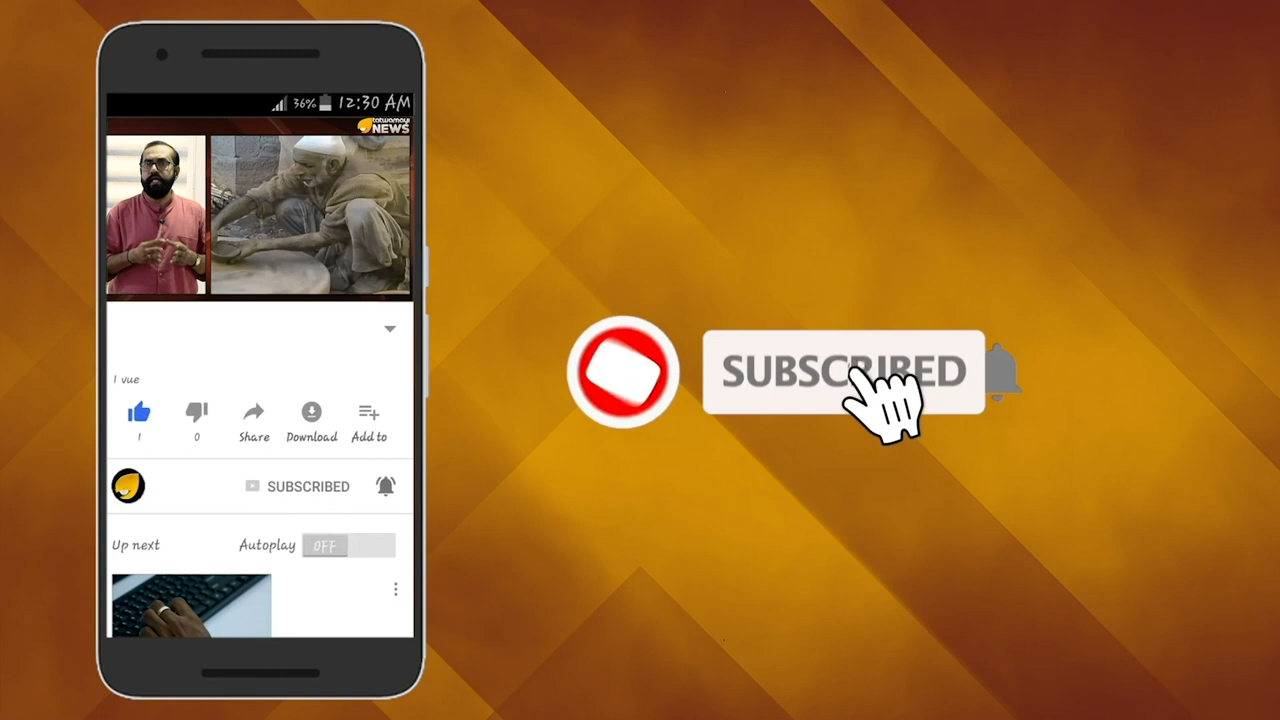 36% 12:30 AM
tatwamayi
NEWS
1 vue
1
0
Share
Download
Add to
SUBSCRIBED
Up next
Autoplay
OFF
SUBSCRIBED